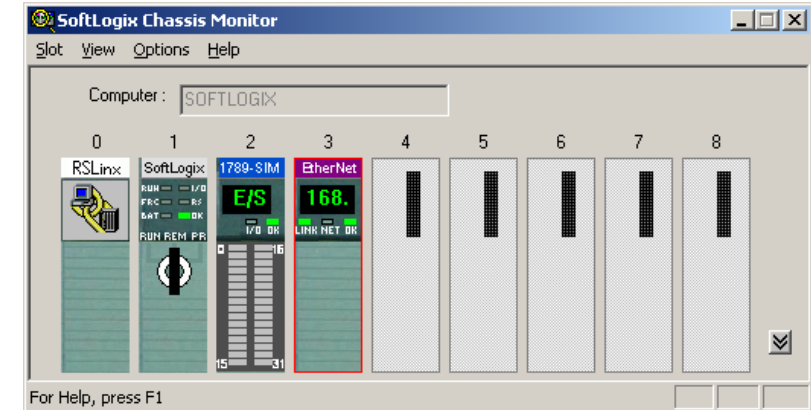 SoftLogix Chassis Monitor
Slot View Options Help
Computer : SOFTLOGIX
0 1 2 3 4 5 6 7 8
RSLinx SoftLogix 1789-SIM EtherNet
RUN I/O
FRC RS
BAT OK
E/S 168.
I/O OK LINK NET OK
RUN REM PR
0 16
15 31
For Help, press F1